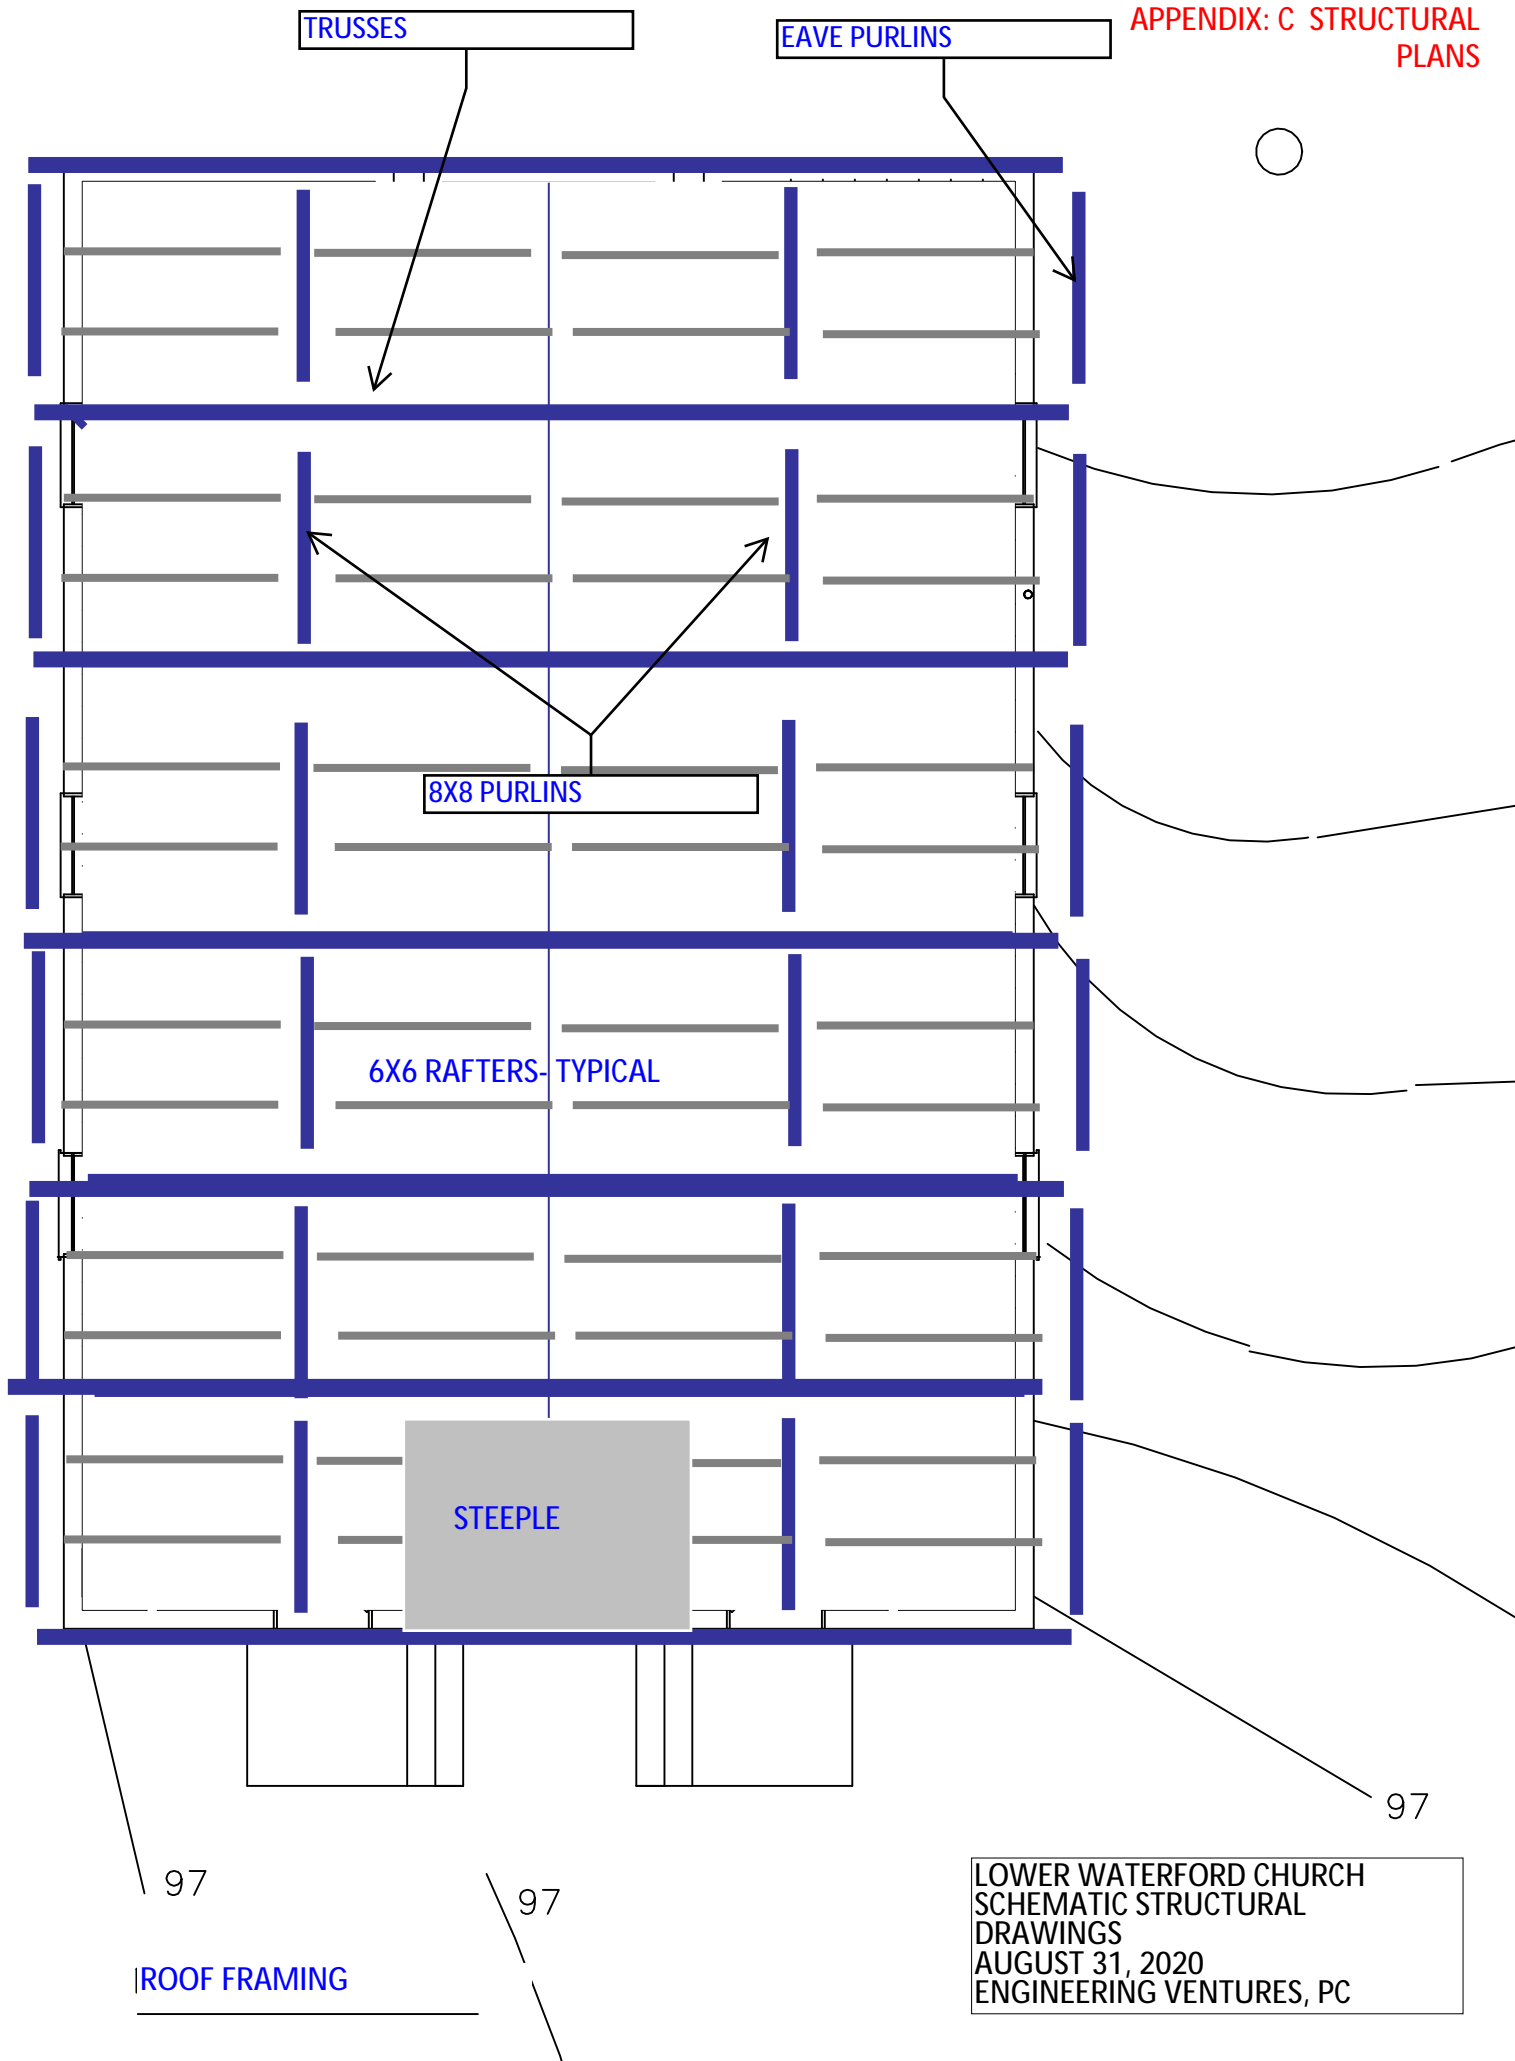 APPENDIX: C STRUCTURAL
PLANS
TRUSSES
EAVE PURLINS
8X8 PURLINS
6X6 RAFTERS- TYPICAL
STEEPLE
97
97
97
ROOF FRAMING
LOWER WATERFORD CHURCH
SCHEMATIC STRUCTURAL
DRAWINGS
AUGUST 31, 2020
ENGINEERING VENTURES, PC